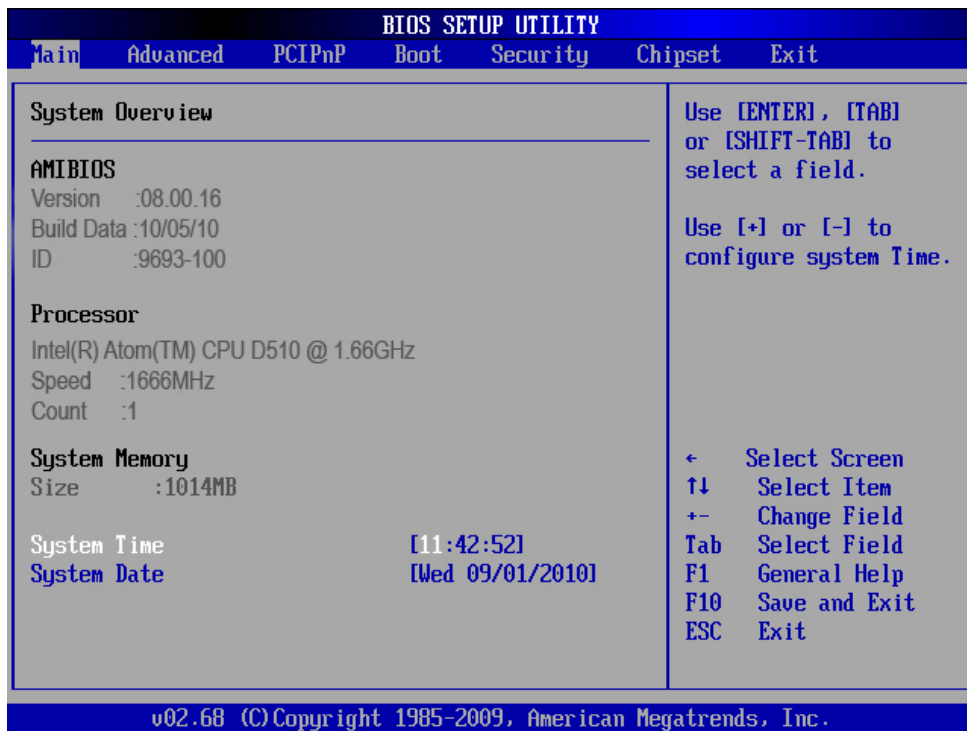 BIOS SETUP UTILITY
Main Advanced PCIPnP Boot Security Chipset Exit
System Overview
AMIBIOS
Version :08.00.16
Build Data :10/05/10
ID :9693-100
Processor
Intel(R) Atom(TM) CPU D510 @ 1.66GHz
Speed :1666MHz
Count :1
System Memory
Size :1014MB
System Time [11:42:52]
System Date [Wed 09/01/2010]
Use [ENTER], [TAB]
or [SHIFT-TAB] to
select a field.
Use [+] or [-] to
configure system Time.
← Select Screen
↑↓ Select Item
+- Change Field
Tab Select Field
F1 General Help
F10 Save and Exit
ESC Exit
v02.68 (C)Copyright 1985-2009, American Megatrends, Inc.